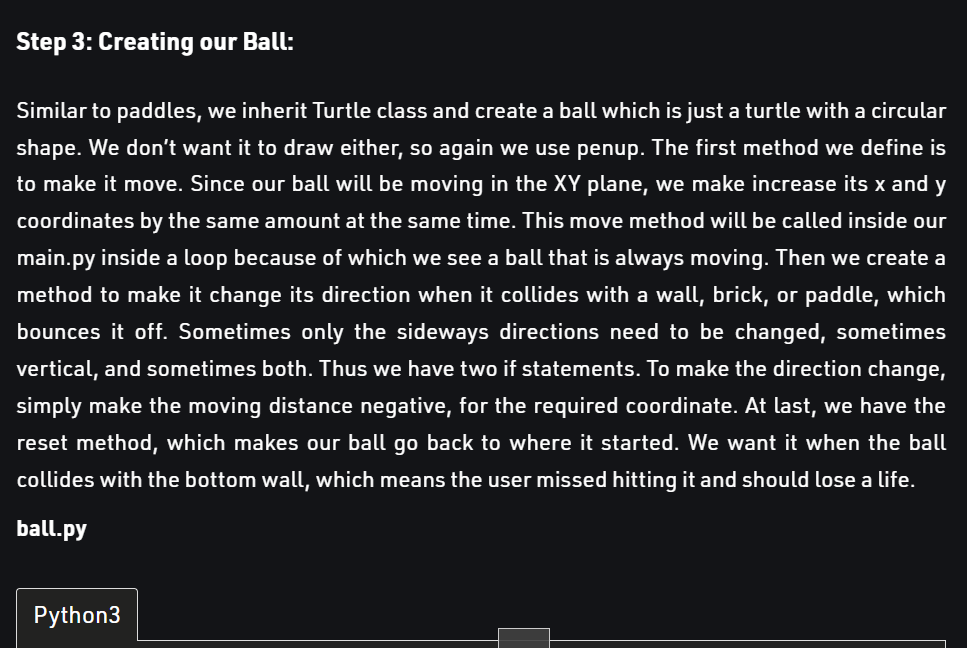 Step 3: Creating our Ball:
Similar to paddles, we inherit Turtle class and create a ball which is just a turtle with a circular
shape. We don’t want it to draw either, so again we use penup. The first method we define is
to make it move. Since our ball will be moving in the XY plane, we make increase its x and y
coordinates by the same amount at the same time. This move method will be called inside our
main.py inside a loop because of which we see a ball that is always moving. Then we create a
method to make it change its direction when it collides with a wall, brick, or paddle, which
bounces it off. Sometimes only the sideways directions need to be changed, sometimes
vertical, and sometimes both. Thus we have two if statements. To make the direction change,
simply make the moving distance negative, for the required coordinate. At last, we have the
reset method, which makes our ball go back to where it started. We want it when the ball
collides with the bottom wall, which means the user missed hitting it and should lose a life.
ball.py
Python3